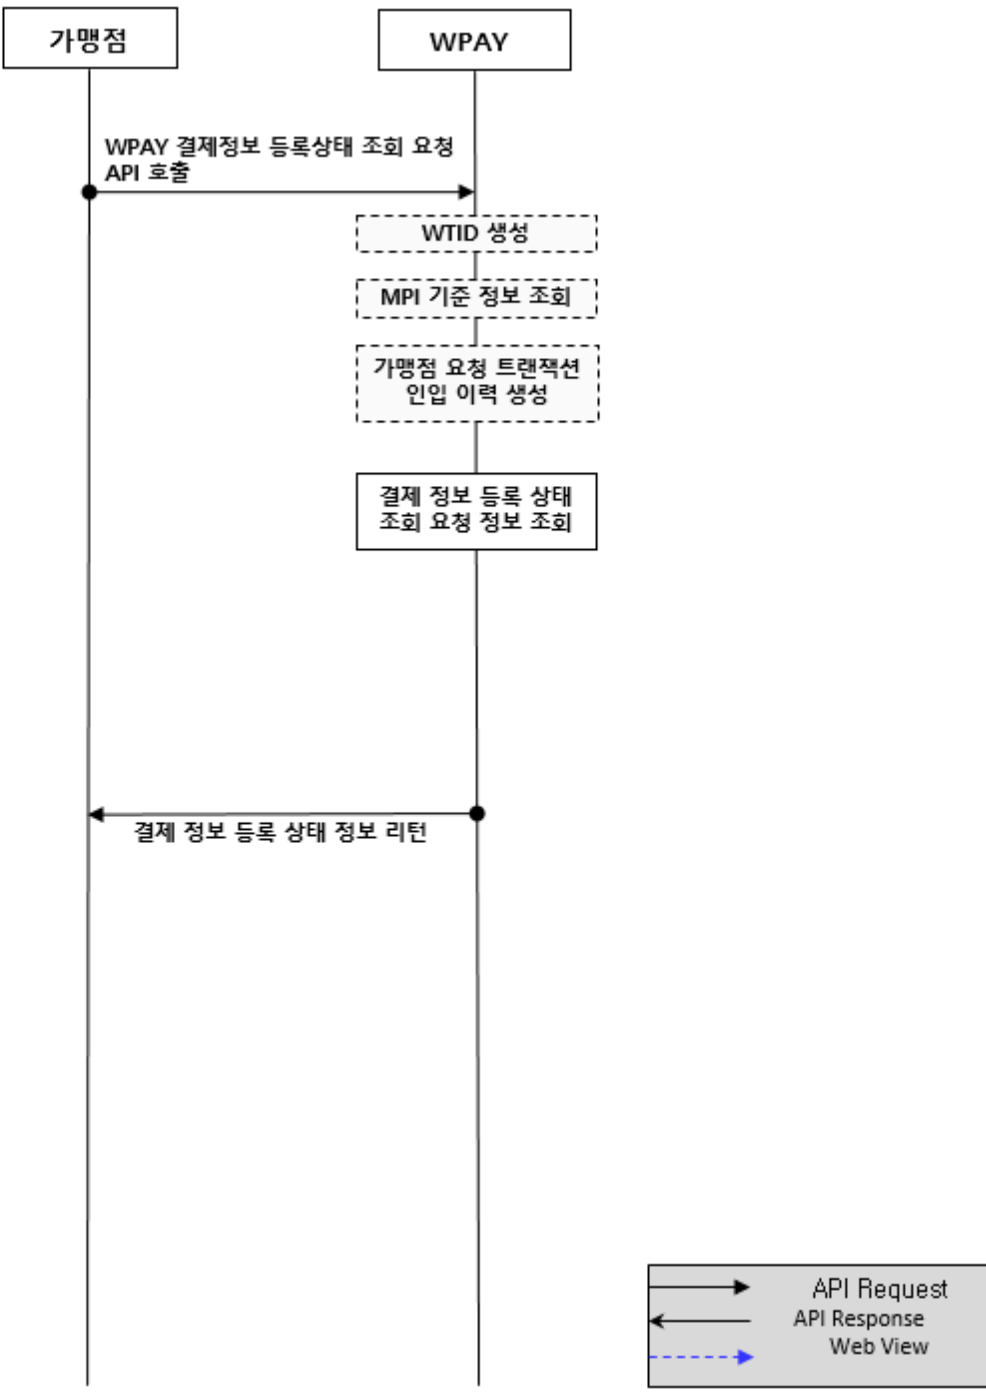 가맹점
WPAY
WPAY 결제정보 등록상태 조회 요청
API 호출
WTID 생성
MPI 기준 정보 조회
가맹점 요청 트랜잭션
인입 이력 생성
결제 정보 등록 상태
조회 요청 정보 조회
결제 정보 등록 상태 정보 리턴
API Request
API Response
Web View